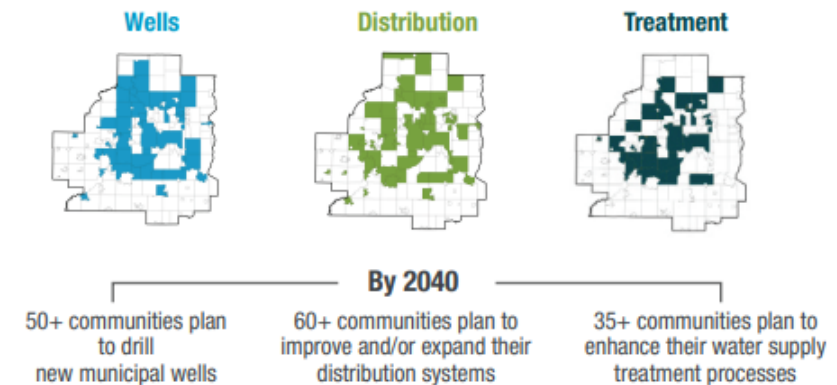 Wells
Distribution
Treatment
By 2040
50+ communities plan
to drill
new municipal wells
60+ communities plan to
improve and/or expand their
distribution systems
35+ communities plan to
enhance their water supply
treatment processes